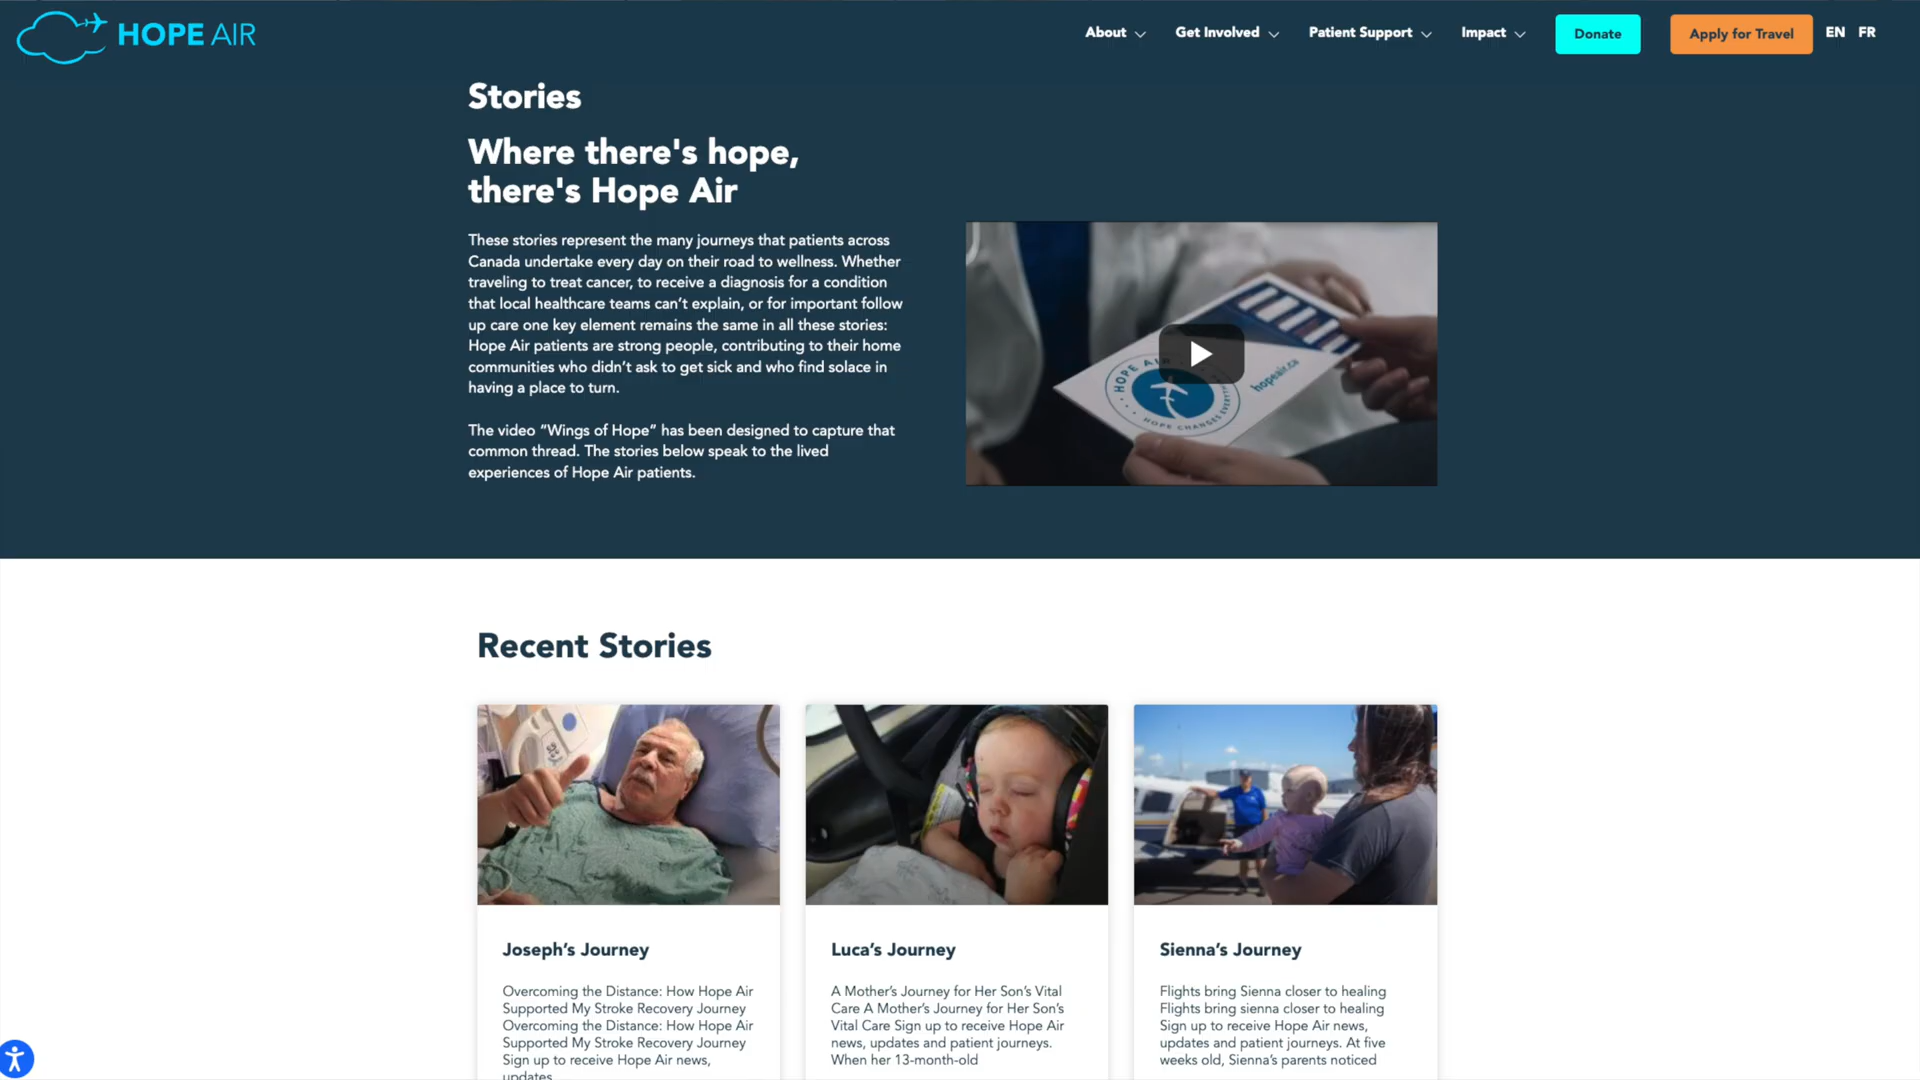 HOPE AIR
About
Get Involved
Patient Support
Impact
Donate
Apply for Travel
EN FR
Stories
Where there's hope,
there's Hope Air
These stories represent the many journeys that patients across
Canada undertake every day on their road to wellness. Whether
traveling to treat cancer, to receive a diagnosis for a condition
that local healthcare teams can’t explain, or for important follow
up care one key element remains the same in all these stories:
Hope Air patients are strong people, contributing to their home
communities who didn’t ask to get sick and who find solace in
having a place to turn.
The video “Wings of Hope” has been designed to capture that
common thread. The stories below speak to the lived
experiences of Hope Air patients.
HOPE AIR
HOPE CHANGES EVERYTHING
hopeair.ca
Recent Stories
Joseph’s Journey
Overcoming the Distance: How Hope Air
Supported My Stroke Recovery Journey
Overcoming the Distance: How Hope Air
Supported My Stroke Recovery Journey
Sign up to receive Hope Air news,
updates
Luca’s Journey
A Mother’s Journey for Her Son’s Vital
Care A Mother’s Journey for Her Son’s
Vital Care Sign up to receive Hope Air
news, updates and patient journeys.
When her 13-month-old
Sienna’s Journey
Flights bring Sienna closer to healing
Flights bring sienna closer to healing
Sign up to receive Hope Air news,
updates and patient journeys. At five
weeks old, Sienna’s parents noticed